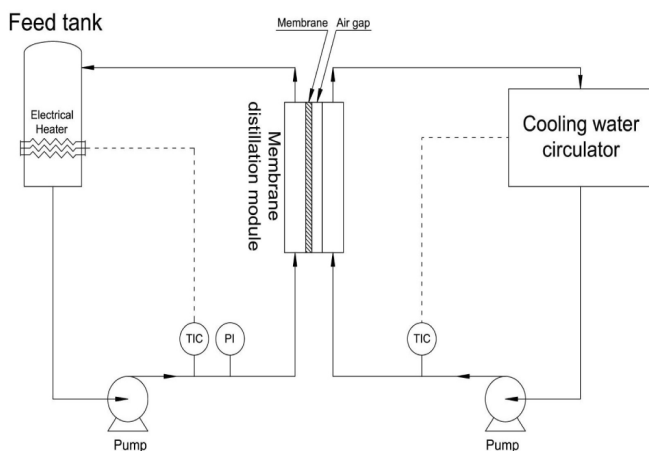 Feed tank
Membrane
Air gap
Electrical
Heater
Membrane
distillation module
Cooling water
circulator
TIC
PI
TIC
Pump
Pump